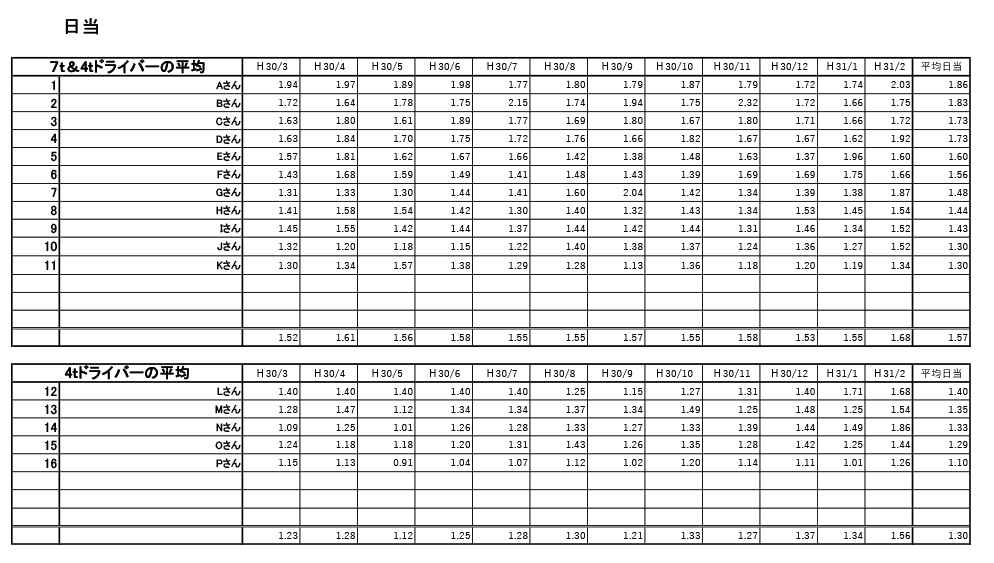 日当
7t＆4tドライバーの平均 H30/3 H30/4 H30/5 H30/6 H30/7 H30/8 H30/9 H30/10 H30/11 H30/12 H31/1 H31/2 平均日当
1 Aさん 1.94 1.97 1.89 1.98 1.77 1.80 1.79 1.87 1.79 1.72 1.74 2.03 1.86
2 Bさん 1.72 1.64 1.78 1.75 2.15 1.74 1.94 1.75 2.32 1.72 1.66 1.75 1.83
3 Cさん 1.63 1.80 1.61 1.89 1.77 1.69 1.80 1.67 1.80 1.71 1.66 1.72 1.73
4 Dさん 1.63 1.84 1.70 1.75 1.72 1.76 1.66 1.82 1.67 1.67 1.62 1.92 1.73
5 Eさん 1.57 1.81 1.62 1.67 1.66 1.42 1.38 1.48 1.63 1.37 1.96 1.60 1.60
6 Fさん 1.43 1.68 1.59 1.49 1.41 1.48 1.43 1.39 1.69 1.69 1.75 1.66 1.56
7 Gさん 1.31 1.33 1.30 1.44 1.41 1.60 2.04 1.42 1.34 1.39 1.38 1.87 1.48
8 Hさん 1.41 1.58 1.54 1.42 1.30 1.40 1.32 1.43 1.34 1.53 1.45 1.54 1.44
9 Iさん 1.45 1.55 1.42 1.44 1.37 1.44 1.42 1.44 1.31 1.46 1.34 1.52 1.43
10 Jさん 1.32 1.20 1.18 1.15 1.22 1.40 1.38 1.37 1.24 1.36 1.27 1.52 1.30
11 Kさん 1.30 1.34 1.57 1.38 1.29 1.28 1.13 1.36 1.18 1.20 1.19 1.34 1.30
1.52 1.61 1.56 1.58 1.55 1.55 1.57 1.55 1.58 1.53 1.55 1.68 1.57
4tドライバーの平均 H30/3 H30/4 H30/5 H30/6 H30/7 H30/8 H30/9 H30/10 H30/11 H30/12 H31/1 H31/2 平均日当
12 Lさん 1.40 1.40 1.40 1.40 1.40 1.25 1.15 1.27 1.31 1.40 1.71 1.68 1.40
13 Mさん 1.28 1.47 1.12 1.34 1.34 1.37 1.34 1.49 1.25 1.48 1.25 1.54 1.35
14 Nさん 1.09 1.25 1.01 1.26 1.28 1.33 1.27 1.33 1.39 1.44 1.49 1.86 1.33
15 Oさん 1.24 1.18 1.18 1.20 1.31 1.43 1.26 1.35 1.28 1.42 1.25 1.44 1.29
16 Pさん 1.15 1.13 0.91 1.04 1.07 1.12 1.02 1.20 1.14 1.11 1.01 1.26 1.10
1.23 1.28 1.12 1.25 1.28 1.30 1.21 1.33 1.27 1.37 1.34 1.56 1.30